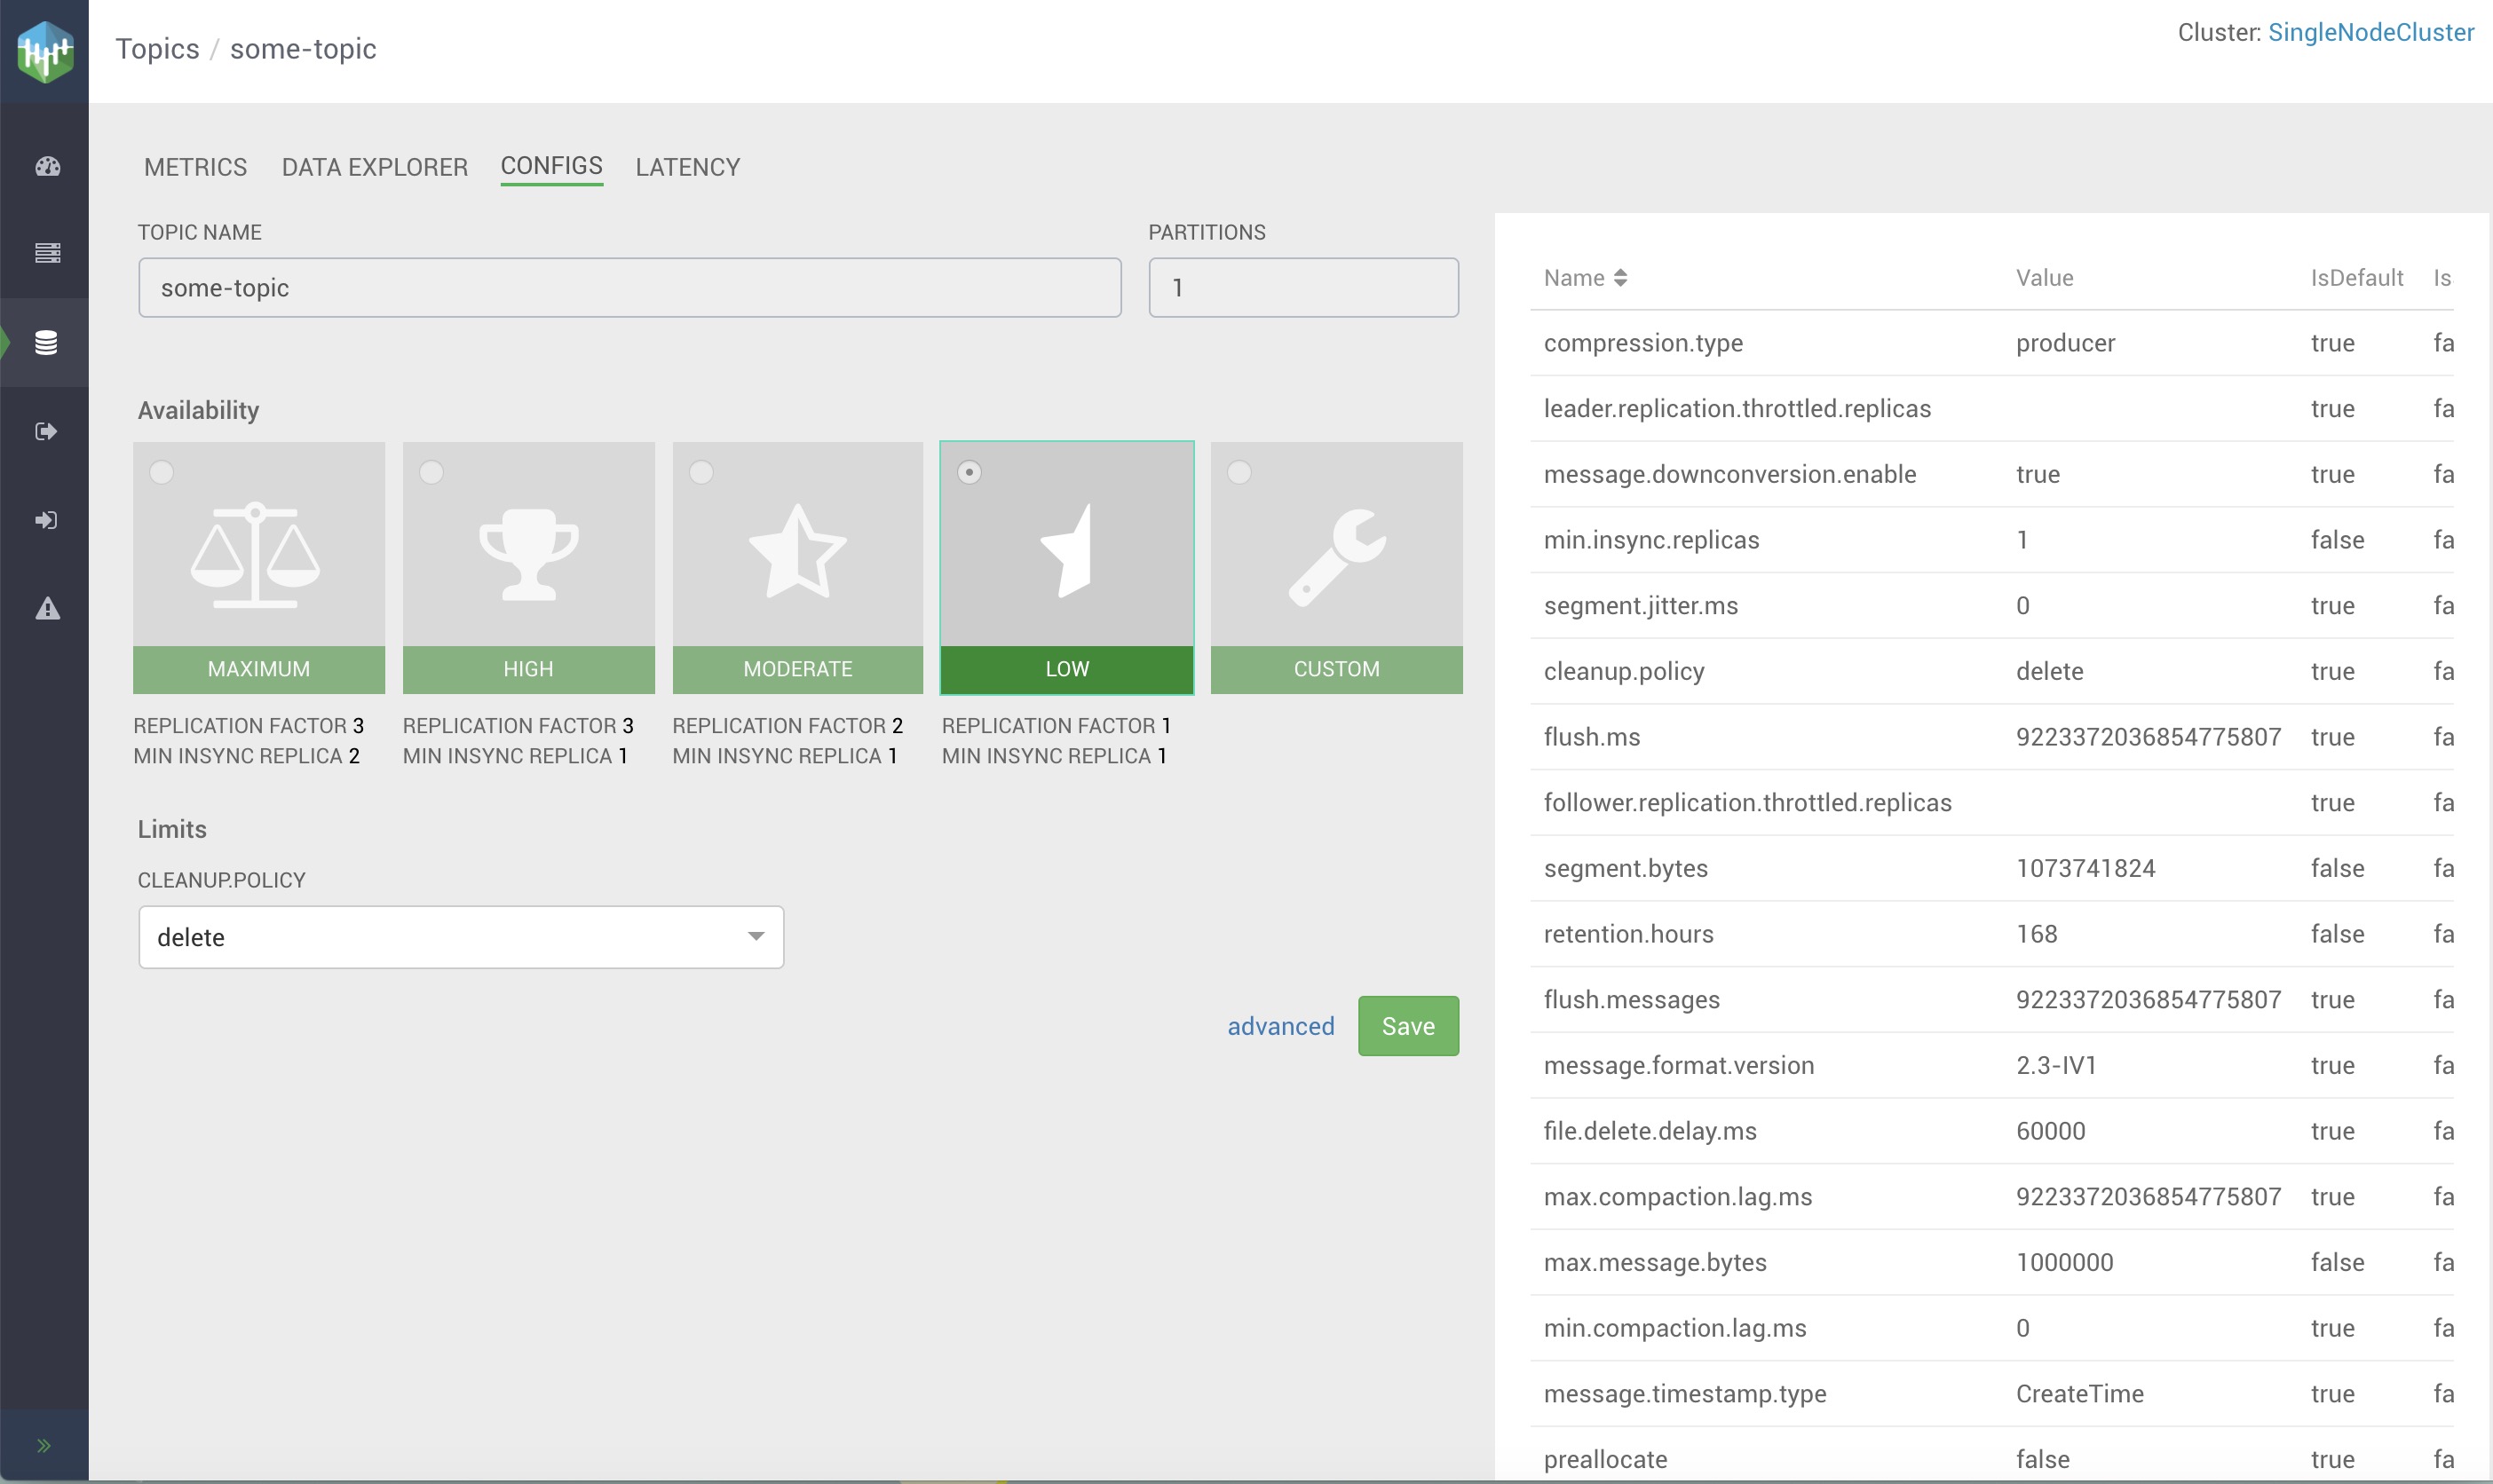 Topics / some-topic
Cluster: SingleNodeCluster
METRICS DATA EXPLORER CONFIGS LATENCY
TOPIC NAME PARTITIONS
some-topic 1
Availability
MAXIMUM HIGH MODERATE LOW CUSTOM
REPLICATION FACTOR 3 REPLICATION FACTOR 3 REPLICATION FACTOR 2 REPLICATION FACTOR 1
MIN INSYNC REPLICA 2 MIN INSYNC REPLICA 1 MIN INSYNC REPLICA 1 MIN INSYNC REPLICA 1
Limits
CLEANUP.POLICY
delete
advanced Save
Name Value IsDefault Is
compression.type producer true fa
leader.replication.throttled.replicas true fa
message.downconversion.enable true true fa
min.insync.replicas 1 false fa
segment.jitter.ms 0 true fa
cleanup.policy delete true fa
flush.ms 9223372036854775807 true fa
follower.replication.throttled.replicas true fa
segment.bytes 1073741824 false fa
retention.hours 168 false fa
flush.messages 9223372036854775807 true fa
message.format.version 2.3-IV1 true fa
file.delete.delay.ms 60000 true fa
max.compaction.lag.ms 9223372036854775807 true fa
max.message.bytes 1000000 false fa
min.compaction.lag.ms 0 true fa
message.timestamp.type CreateTime true fa
preallocate false true fa